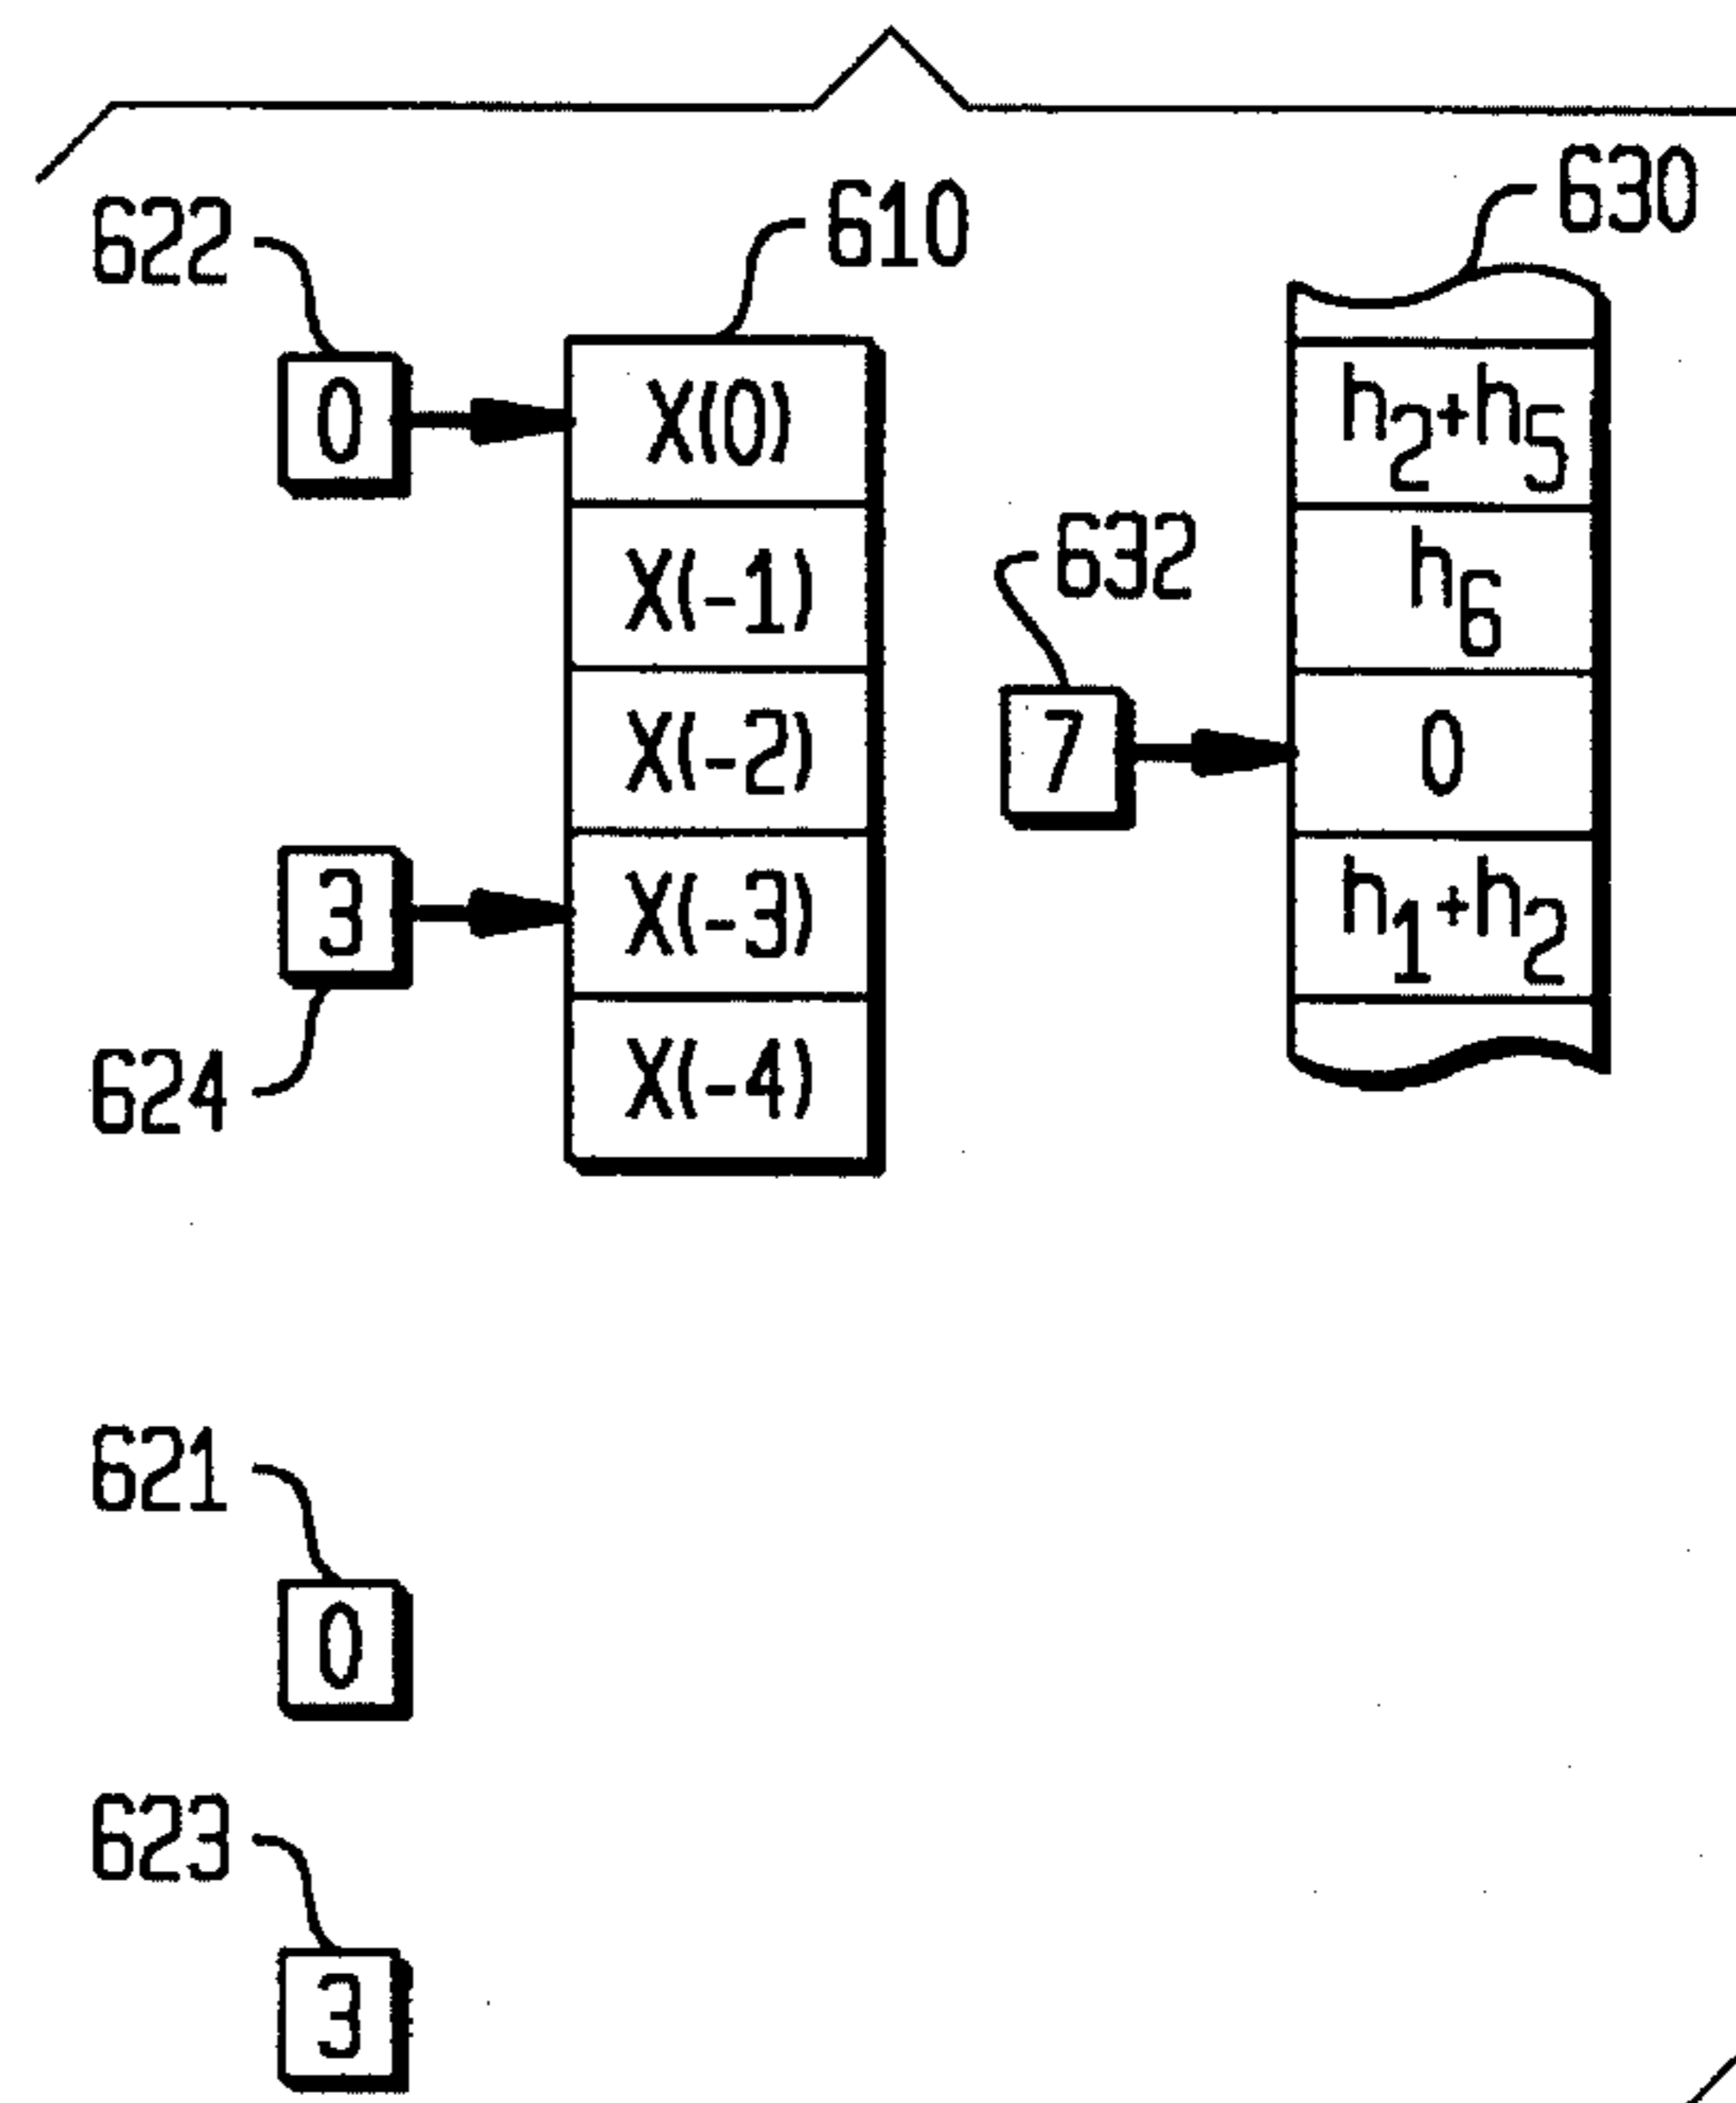 622
610
630
0
X(0)
h2+h5
X(-1)
632
h6
X(-2)
7
0
3
X(-3)
h1+h2
624
X(-4)
621
0
623
3